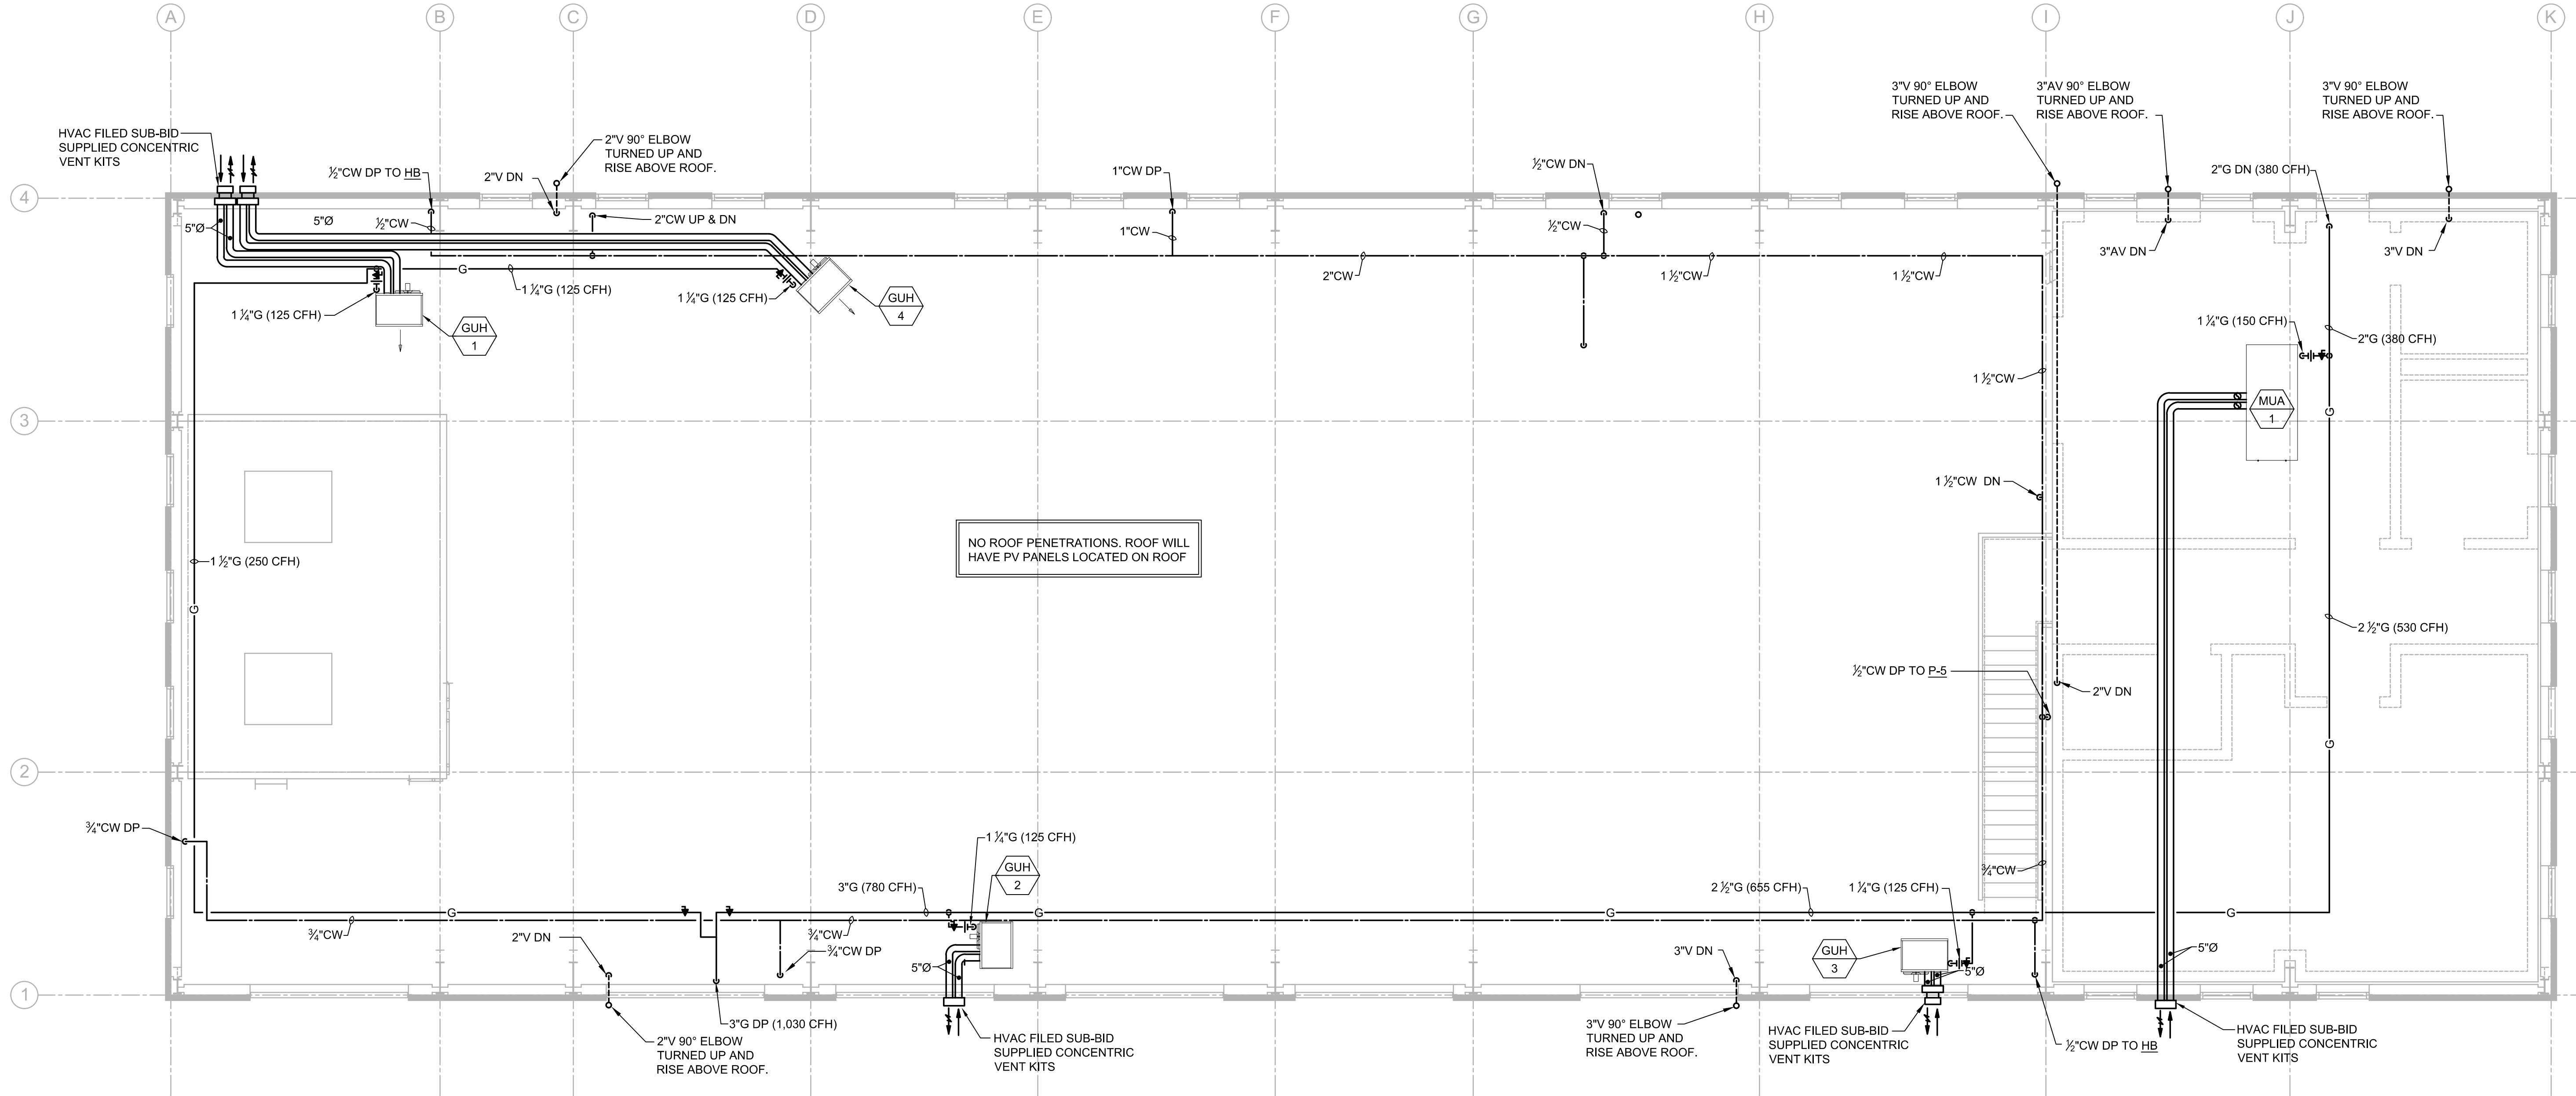 A
B
C
D
E
F
G
H
I
J
K
3"V 90° ELBOW
TURNED UP AND
RISE ABOVE ROOF.
3"AV 90° ELBOW
TURNED UP AND
RISE ABOVE ROOF.
3"V 90° ELBOW
TURNED UP AND
RISE ABOVE ROOF.
HVAC FILED SUB-BID
SUPPLIED CONCENTRIC
VENT KITS
2"V 90° ELBOW
TURNED UP AND
RISE ABOVE ROOF.
½"CW DP TO HB
2"V DN
1"CW DP
½"CW DN
2"G DN (380 CFH)
4
5"Ø
5"Ø
½"CW
2"CW UP & DN
1"CW
½"CW
3"AV DN
3"V DN
G
1 ¼"G (125 CFH)
1 ¼"G (125 CFH)
2"CW
1 ½"CW
1 ½"CW
1 ¼"G (125 CFH)
GUH
1
GUH
4
1 ¼"G (150 CFH)
2"G (380 CFH)
1 ½"CW
MUA
1
G
3
1 ½"CW DN
NO ROOF PENETRATIONS. ROOF WILL
HAVE PV PANELS LOCATED ON ROOF
1 ½"G (250 CFH)
G
2 ½"G (530 CFH)
½"CW DP TO P-5
2"V DN
G
2
¾"CW DP
1 ¼"G (125 CFH)
GUH
2
¾"CW
3"G (780 CFH)
2 ½"G (655 CFH)
1 ¼"G (125 CFH)
G
G
G
G
¾"CW
2"V DN
¾"CW
¾"CW DP
5"Ø
3"V DN
GUH
3
5"Ø
5"Ø
1
3"G DP (1,030 CFH)
2"V 90° ELBOW
TURNED UP AND
RISE ABOVE ROOF.
HVAC FILED SUB-BID
SUPPLIED CONCENTRIC
VENT KITS
3"V 90° ELBOW
TURNED UP AND
RISE ABOVE ROOF.
HVAC FILED SUB-BID
SUPPLIED CONCENTRIC
VENT KITS
½"CW DP TO HB
HVAC FILED SUB-BID
SUPPLIED CONCENTRIC
VENT KITS